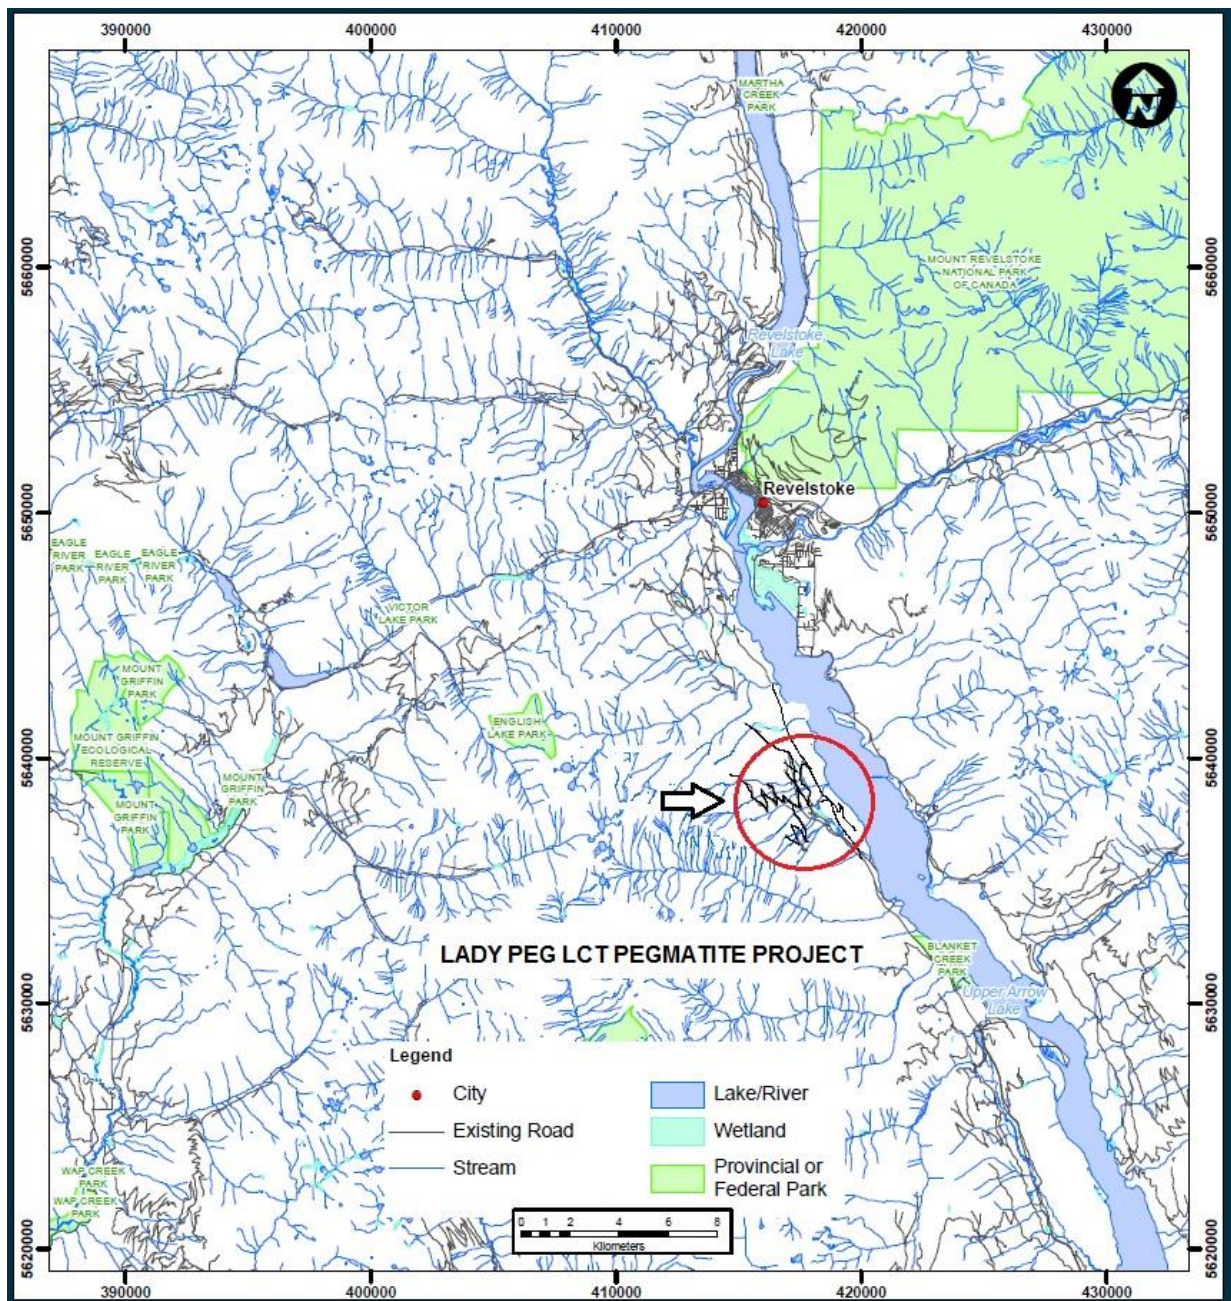 390000
400000
410000
420000
430000
MARTHA
CREEK
PARK
N
5660000
5660000
MOUNT REVELSTOKE
NATIONAL PARK
OF CANADA
Revelstoke
Lake
Revelstoke
5650000
5650000
EAGLE
RIVER
PARK
EAGLE
RIVER
PARK
EAGLE
RIVER
PARK
VICTOR
LAKE PARK
MOUNT
GRIFFIN
PARK
ENGLISH
LAKE PARK
MOUNT GRIFFIN
ECOLOGICAL
RESERVE
5640000
5640000
MOUNT
GRIFFIN
PARK
MOUNT
GRIFFIN
PARK
LADY PEG LCT PEGMATITE PROJECT
BLANKET
CREEK
PARK
Upper Arrow
Lake
5630000
5630000
Legend
City
Existing Road
Stream
Lake/River
Wetland
Provincial or
Federal Park
WAP CREEK
PARK
WAP CREEK
PARK
0 1 2 4 6 8
Kilometers
5620000
5620000
390000
400000
410000
420000
430000